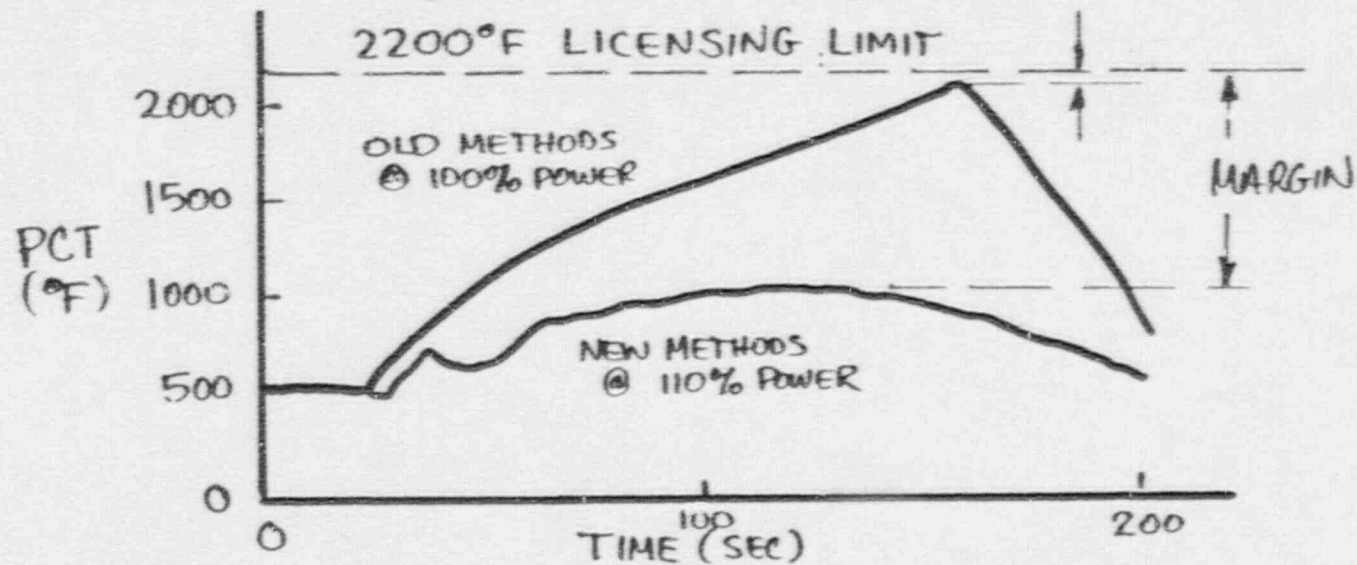 2200°F LICENSING LIMIT
2000
OLD METHODS
@ 100% POWER
1500
MARGIN
PCT
(°F)
1000
NEW METHODS
@ 110% POWER
500
0
0
100
200
TIME (SEC)